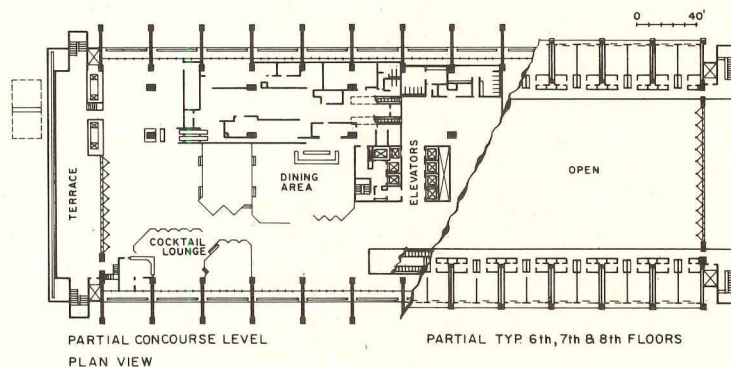 0 40'
TERRACE
DINING
AREA
ELEVATORS
OPEN
COCKTAIL
LOUNGE
PARTIAL CONCOURSE LEVEL
PLAN VIEW
PARTIAL TYP. 6th, 7th & 8th FLOORS